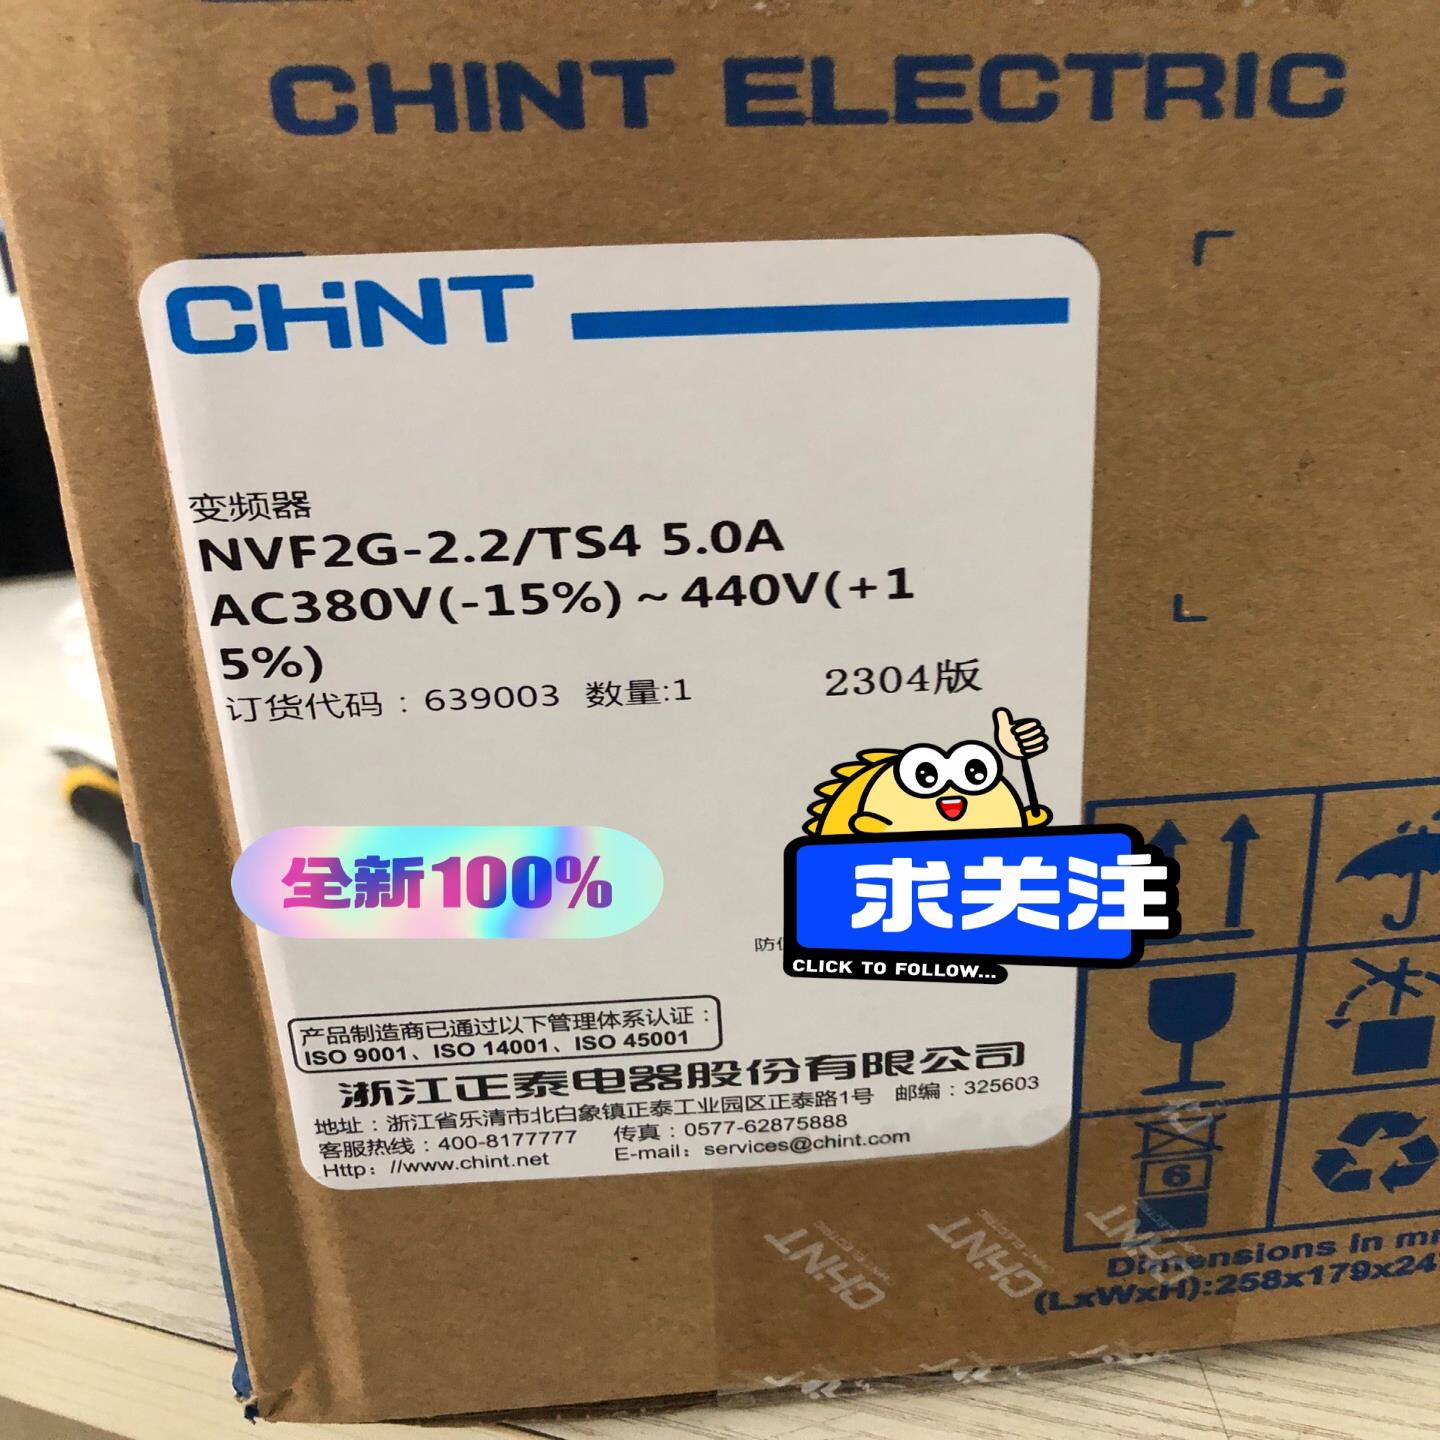 CHINT ELECTRIC
CHINT
变频器
NVF2G-2.2/TS4 5.0A
AC380V(-15%)~440V(+1
5%)
订货代码：639003 数量:1
2304版
全新100%
求关注
防
CLICK TO FOLLOW...
产品制造商已通过以下管理体系认证：
ISO 9001、ISO 14001、ISO 45001
浙江正泰电器股份有限公司
地址：浙江省乐清市北白象镇正泰工业园区正泰路1号 邮编：325603
客服热线：400-8177777 传真：0577-62875888
Http：//www.chint.net E-mail：services@chint.com
6
CHINT
CHINT
CHINT
Dimensions in m
(LxWxH):258x179x24